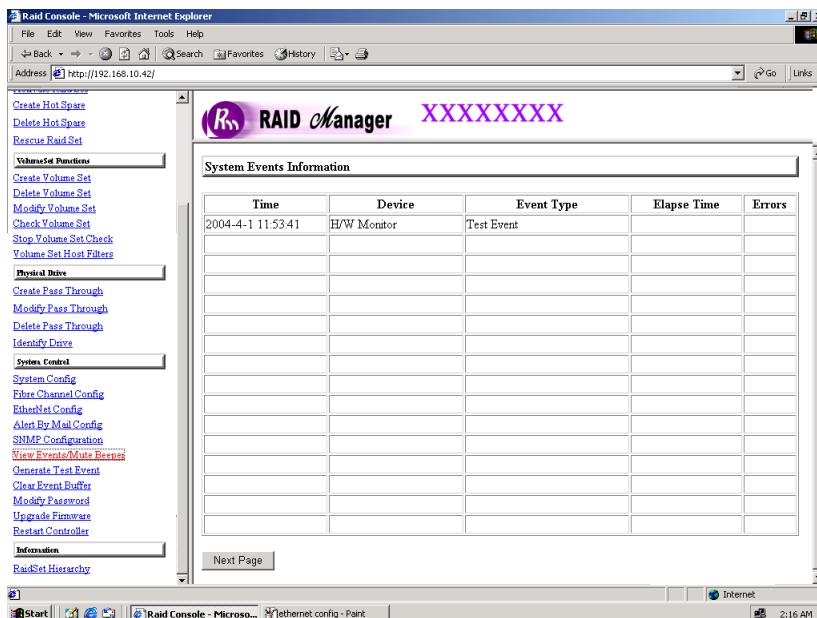 Raid Console - Microsoft Internet Explorer
File Edit View Favorites Tools Help
Back Search Favorites History
Address http://192.168.10.42/ Go Links
Create Hot Spare
Delete Hot Spare
Rescue Raid Set
VolumeSet Functions
Create Volume Set
Delete Volume Set
Modify Volume Set
Check Volume Set
Stop Volume Set Check
Volume Set Host Filters
Physical Drive
Create Pass Through
Modify Pass Through
Delete Pass Through
Identify Drive
System Control
System Config
Fibre Channel Config
EtherNet Config
Alert By Mail Config
SNMP Configuration
View Events/Mute Beeper
Generate Test Event
Clear Event Buffer
Modify Password
Upgrade Firmware
Restart Controller
Information
RaidSet Hierarchy
Rm RAID Manager XXXXXXXX
System Events Information
Time Device Event Type Elapse Time Errors
2004-4-1 11:53:41 H/W Monitor Test Event
Next Page
Internet
Start Raid Console - Microso... ethernet config - Paint 2:16 AM